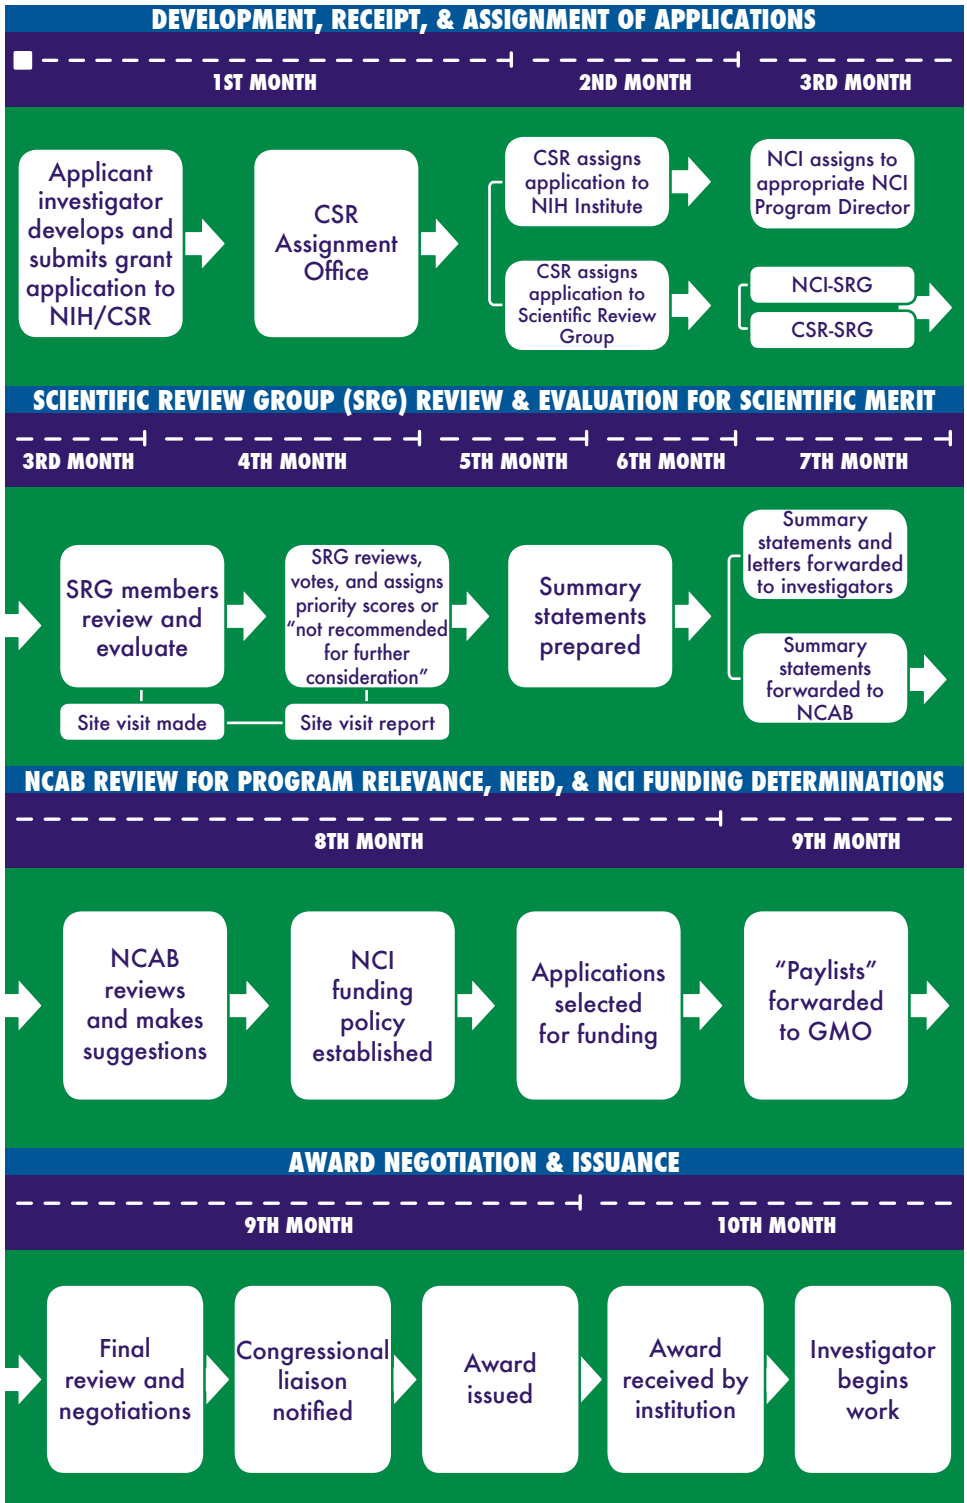 DEVELOPMENT, RECEIPT, & ASSIGNMENT OF APPLICATIONS
1ST MONTH
2ND MONTH
3RD MONTH
Applicant
investigator
develops and
submits grant
application to
NIH/CSR
CSR
Assignment
Office
CSR assigns
application to
NIH Institute
NCI assigns to
appropriate NCI
Program Director
CSR assigns
application to
Scientific Review
Group
NCI-SRG
CSR-SRG
SCIENTIFIC REVIEW GROUP (SRG) REVIEW & EVALUATION FOR SCIENTIFIC MERIT
3RD MONTH
4TH MONTH
5TH MONTH
6TH MONTH
7TH MONTH
SRG members
review and
evaluate
SRG reviews,
votes, and assigns
priority scores or
“not recommended
for further
consideration”
Summary
statements
prepared
Summary
statements and
letters forwarded
to investigators
Summary
statements
forwarded to
NCAB
Site visit made
Site visit report
NCAB REVIEW FOR PROGRAM RELEVANCE, NEED, & NCI FUNDING DETERMINATIONS
8TH MONTH
9TH MONTH
NCAB
reviews
and makes
suggestions
NCI
funding
policy
established
Applications
selected
for funding
“Paylists”
forwarded
to GMO
AWARD NEGOTIATION & ISSUANCE
9TH MONTH
10TH MONTH
Final
review and
negotiations
Congressional
liaison
notified
Award
issued
Award
received by
institution
Investigator
begins
work